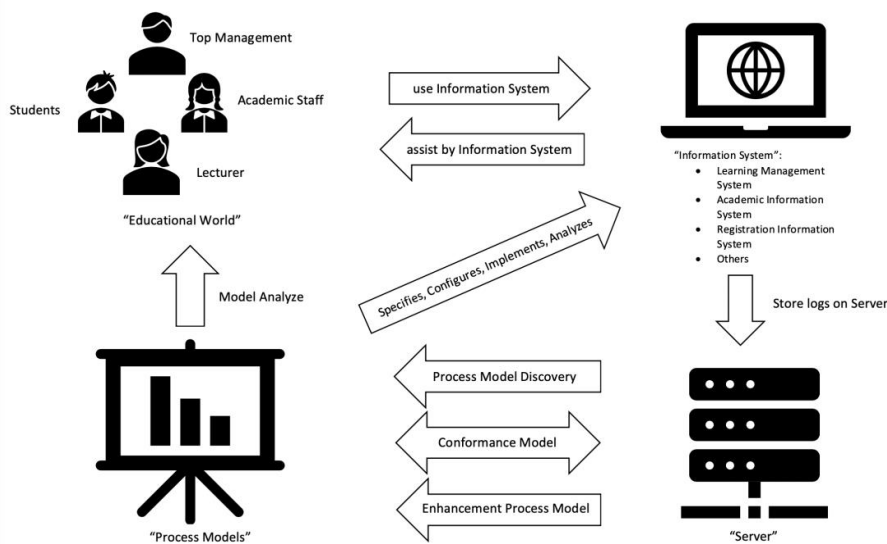 Top Management
Students
Academic Staff
Lecturer
“Educational World”
use Information System
assist by Information System
“Information System”:
• Learning Management
System
• Academic Information
System
• Registration Information
System
• Others
Specifies, Configures, Implements, Analyzes
Model Analyze
Store logs on Server
Process Model Discovery
Conformance Model
Enhancement Process Model
“Process Models”
“Server”